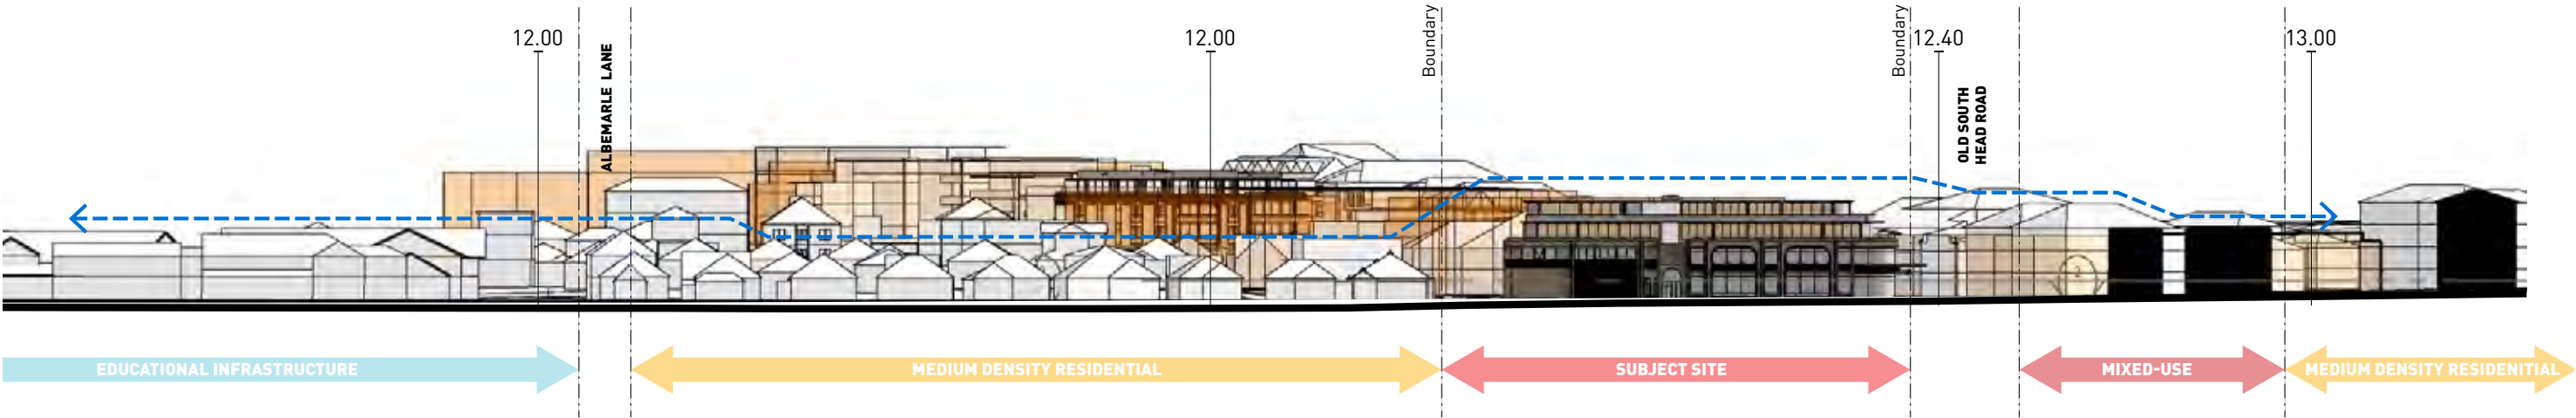 12.00
ALBEMARLE LANE
12.00
Boundary
Boundary
12.40
OLD SOUTH
HEAD ROAD
13.00
2
EDUCATIONAL INFRASTRUCTURE
MEDIUM DENSITY RESIDENTIAL
SUBJECT SITE
MIXED-USE
MEDIUM DENSITY RESIDENITIAL